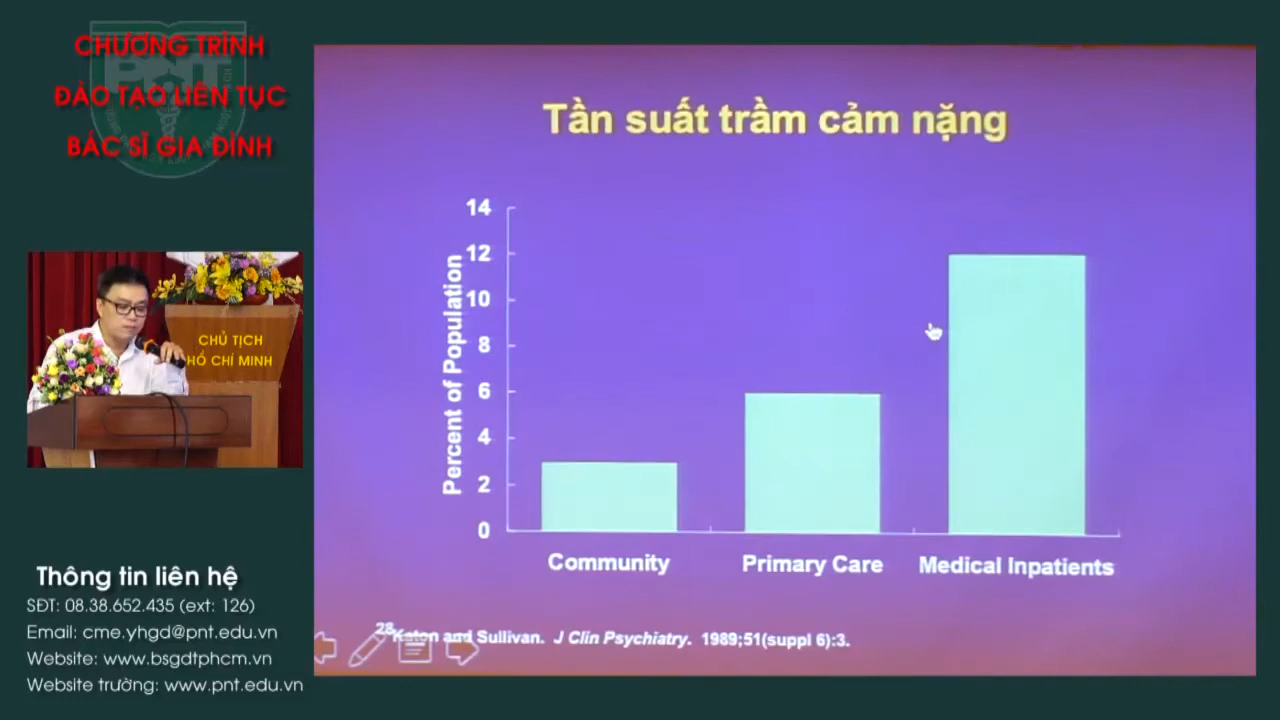 CHƯƠNG TRÌNH
ĐÀO TẠO LIÊN TỤC
BÁC SĨ GIA ĐÌNH
PNT
CHỦ TỊCH
HỒ CHÍ MINH
Thông tin liên hệ
SĐT: 08.38.652.435 (ext: 126)
Email: cme.yhgd@pnt.edu.vn
Website: www.bsgdtphcm.vn
Website trường: www.pnt.edu.vn
Tần suất trầm cảm nặng
Percent of Population
14
12
10
8
6
4
2
0
Community
Primary Care
Medical Inpatients
28
Katon and Sullivan. J Clin Psychiatry. 1989;51(suppl 6):3.